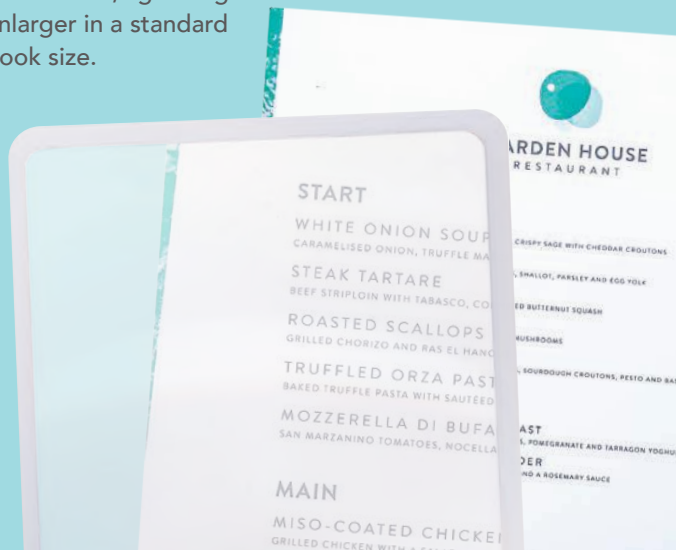 nlarger in a standard
ook size.
ARDEN HOUSE
RESTAURANT
START
WHITE ONION SOUP
CARAMELISED ONION, TRUFFLE MA
CRISPY SAGE WITH CHEDDAR CROUTONS
STEAK TARTARE
BEEF STRIPLOIN WITH TABASCO, CO
, SHALLOT, PARSLEY AND EGG YOLK
ROASTED SCALLOPS
GRILLED CHORIZO AND RAS EL HANO
ED BUTTERNUT SQUASH
TRUFFLED ORZA PAST
BAKED TRUFFLE PASTA WITH SAUTÉED
MUSHROOMS
MOZZERELLA DI BUFA
SAN MARZANINO TOMATOES, NOCELLA
, SOURDOUGH CROUTONS, PESTO AND BA
MAIN
MISO-COATED CHICKE
AST
GRILLED CHICKEN WITH
S, POMEGRANATE AND TARRAGON YOGHU
DER
AND A ROSEMARY SAUCE